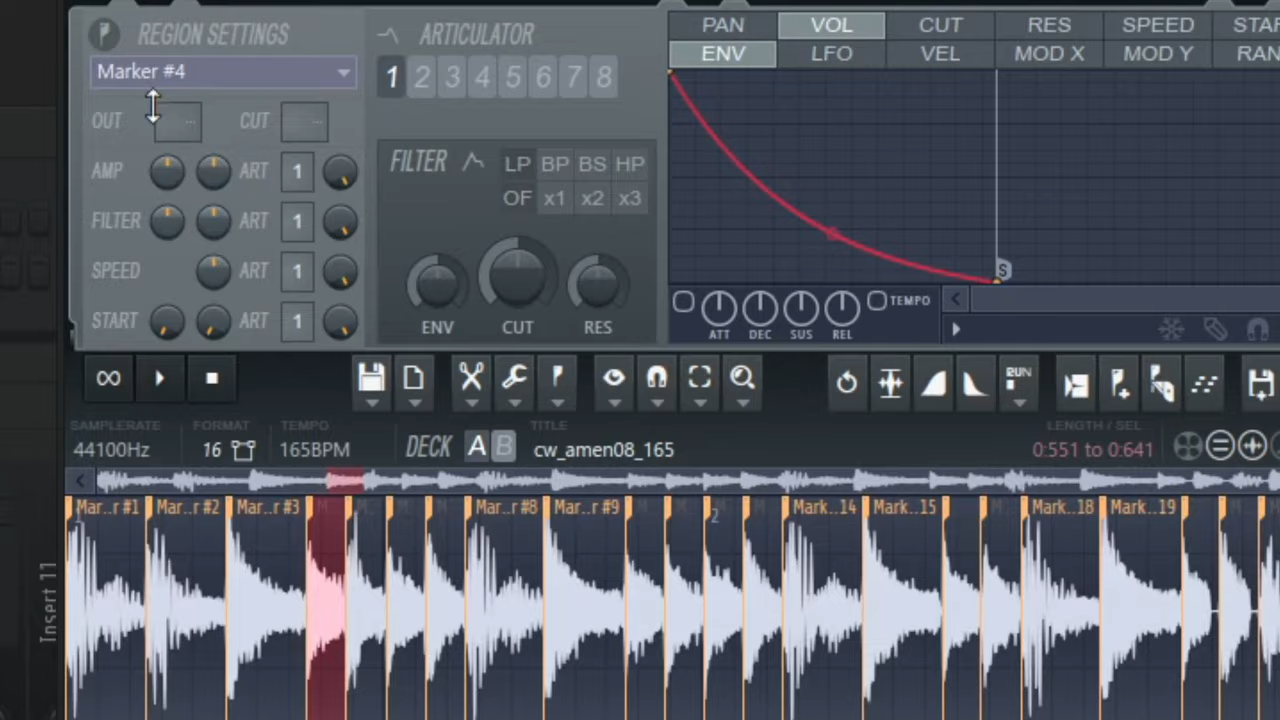 REGION SETTINGS
ARTICULATOR
PAN VOL CUT RES SPEED STAR
Marker #4
1 2 3 4 5 6 7 8
ENV LFO VEL MOD X MOD Y RAN
OUT CUT
AMP ART 1
FILTER LP BP BS HP
OF x1 x2 x3
FILTER ART 1
SPEED ART 1
S
START ART 1
ENV CUT RES
ATT DEC SUS REL
TEMPO
RUN
SAMPLERATE FORMAT TEMPO TITLE LENGTH / SEL
44100Hz 16 165BPM DECK A B cw_amen08_165 0:551 to 0:641
Mar..r #1 Mar..r #2 Mar..r #3 Mar..r #8 Mar..r #9 Mark..14 Mark..15 Mark..18 Mark..19
2
Insert 11